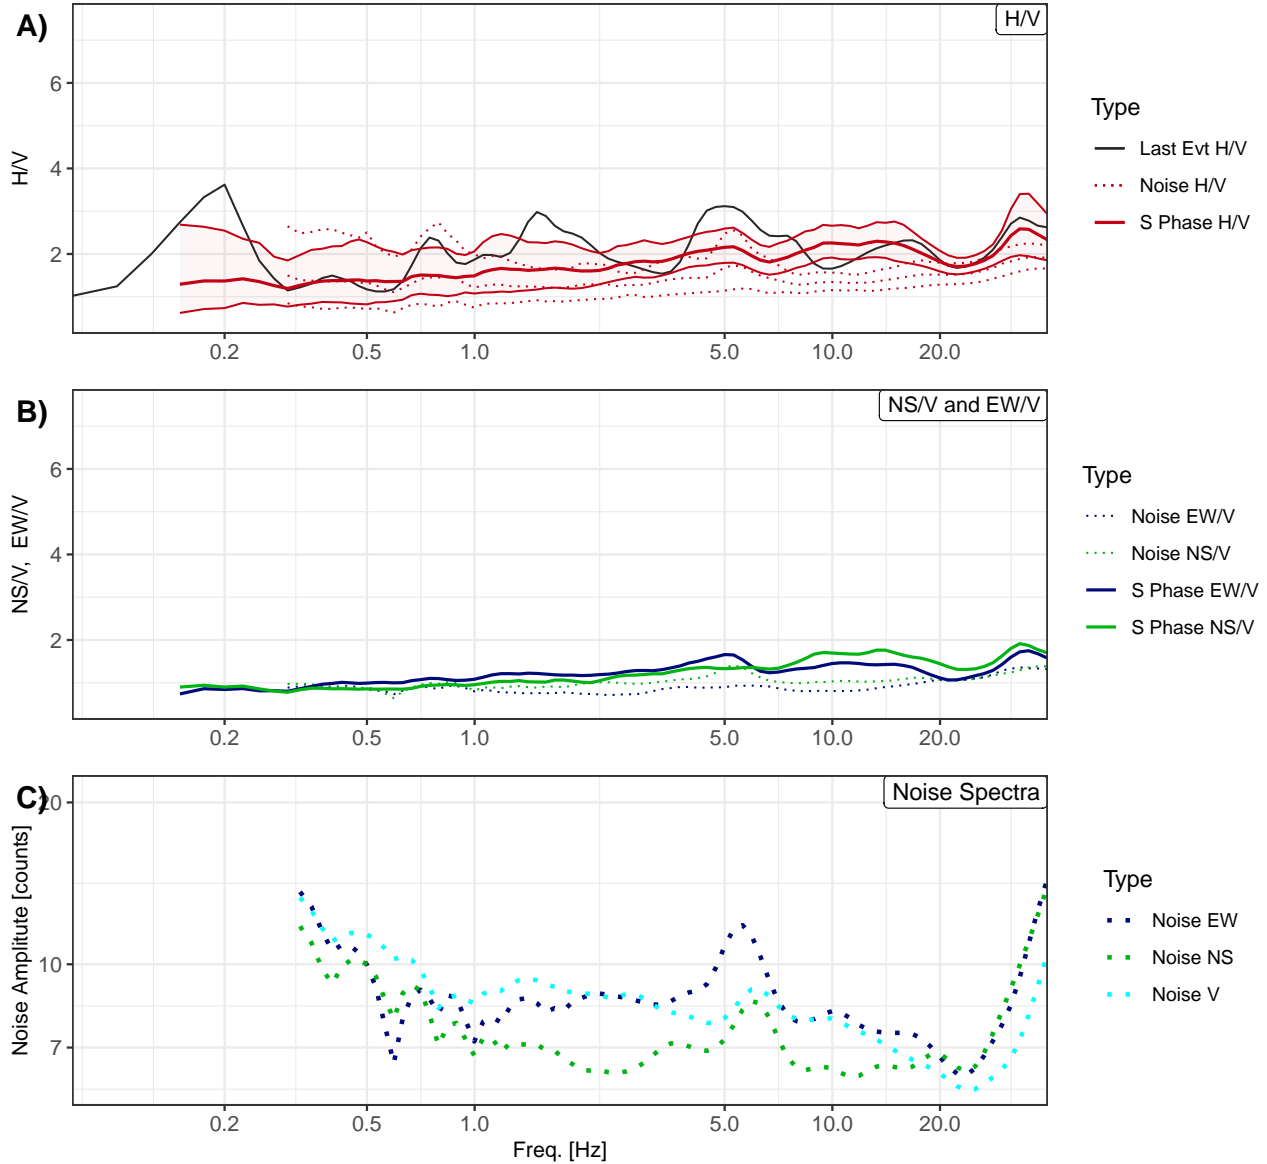 A)
H/V
6
4
2
H/V
0.2 0.5 1.0 5.0 10.0 20.0
Type
Last Evt H/V
Noise H/V
S Phase H/V
B)
NS/V and EW/V
6
4
2
NS/V, EW/V
0.2 0.5 1.0 5.0 10.0 20.0
Type
Noise EW/V
Noise NS/V
S Phase EW/V
S Phase NS/V
C)
Noise Spectra
20
10
7
Noise Amplitute [counts]
0.2 0.5 1.0 5.0 10.0 20.0
Freq. [Hz]
Type
Noise EW
Noise NS
Noise V